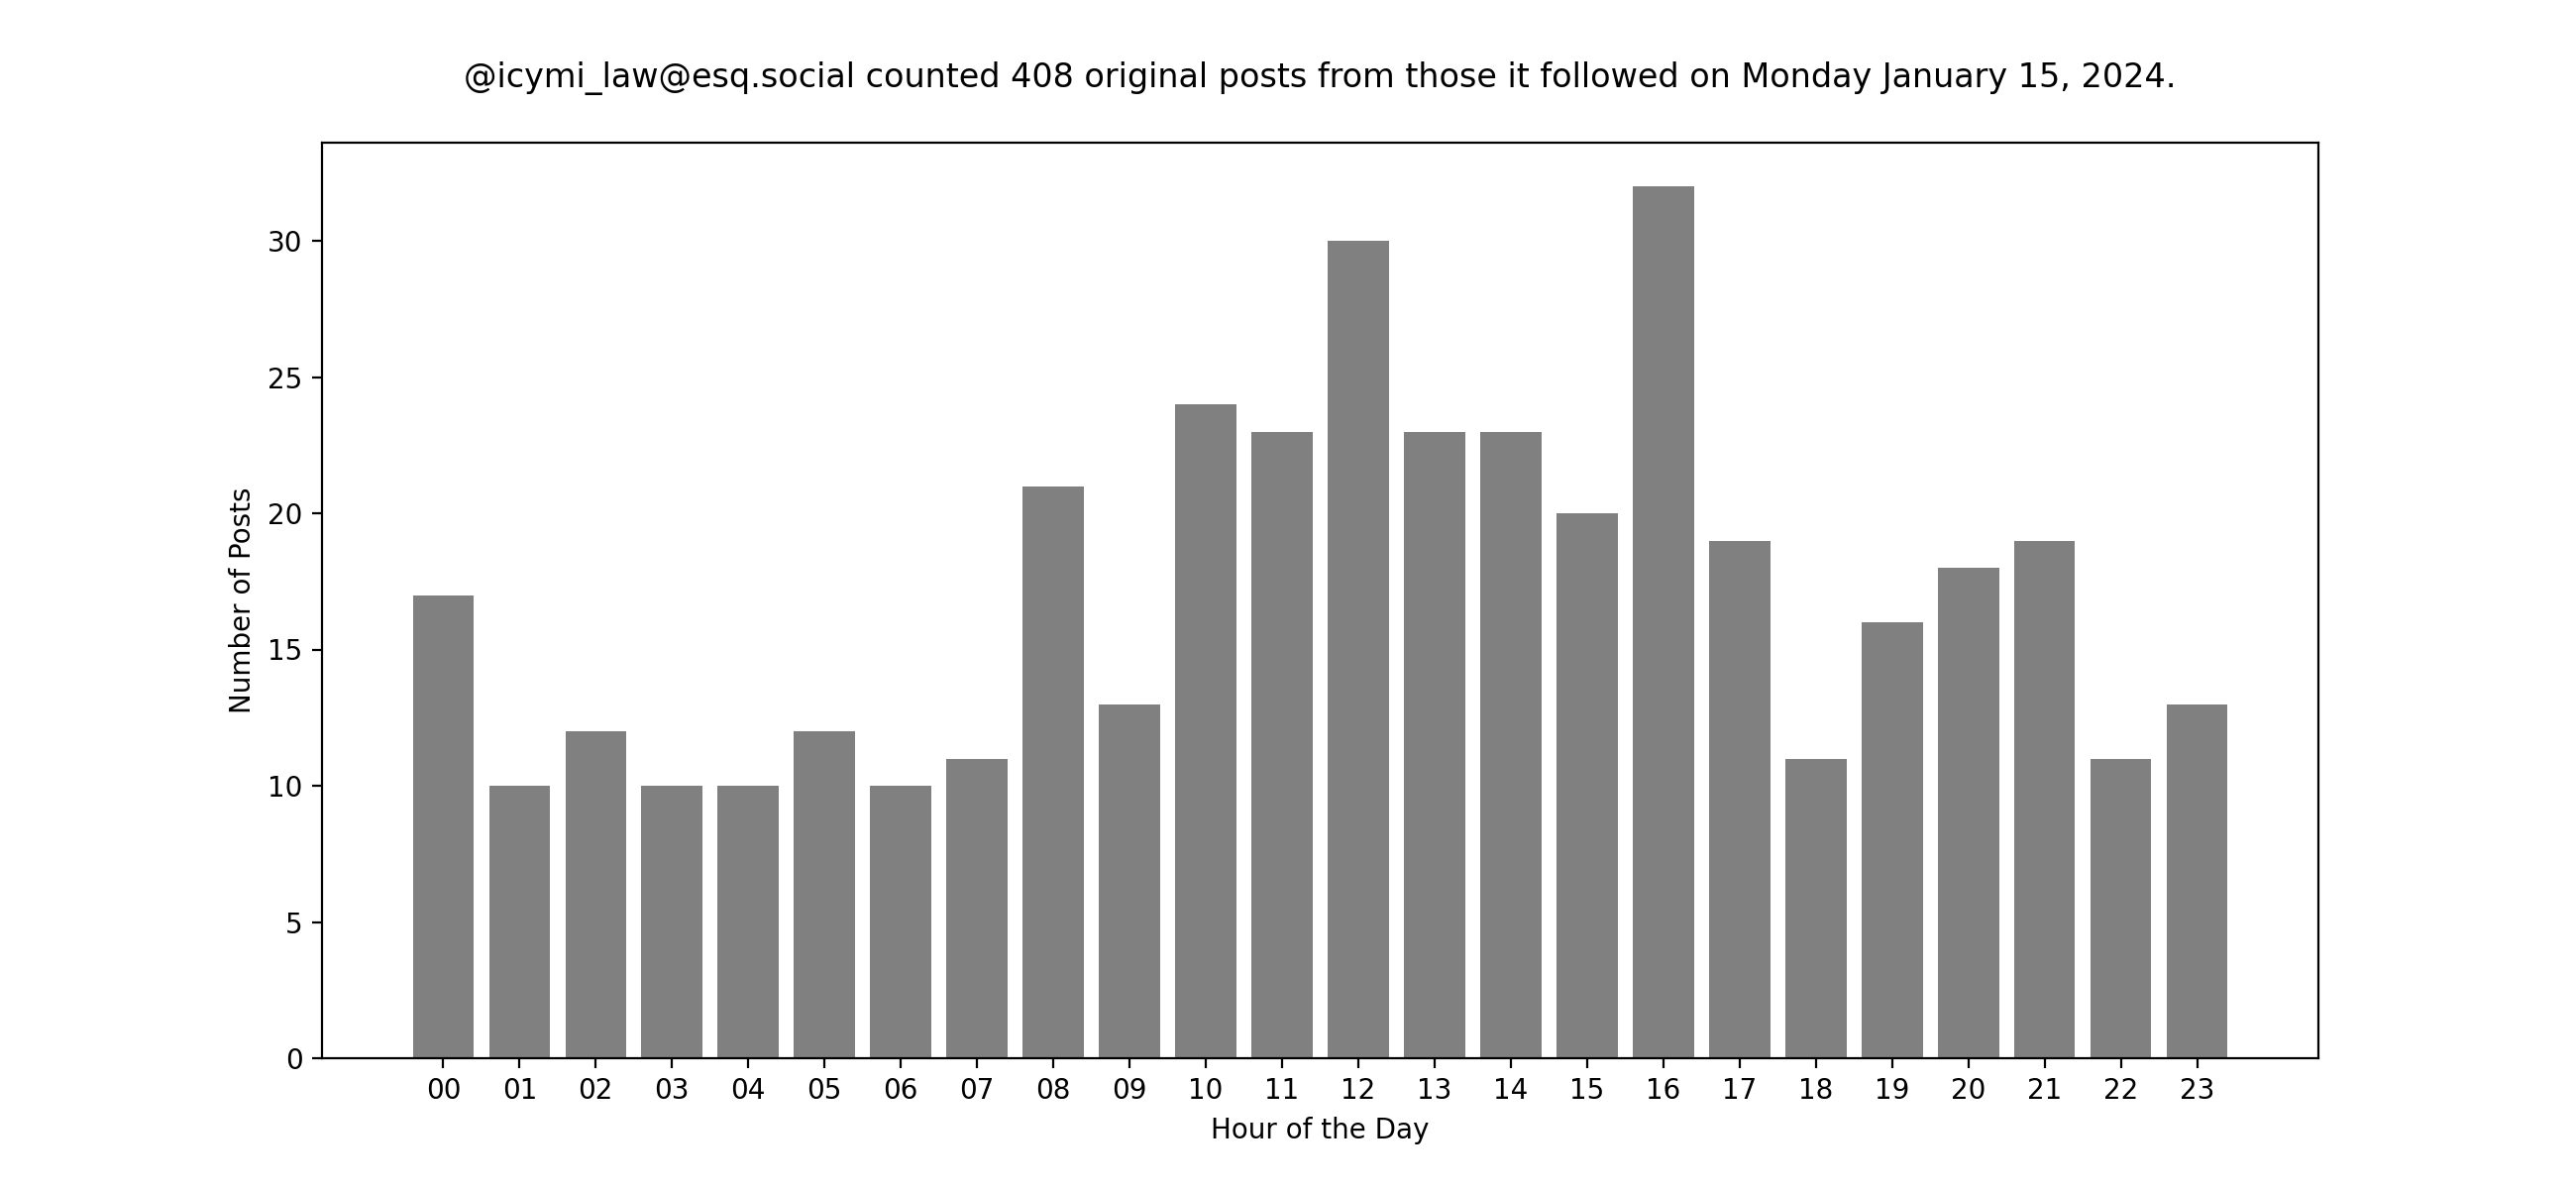 @icymi_law@esq.social counted 408 original posts from those it followed on Monday January 15, 2024.
Number of Posts
30
25
20
15
10
5
0
00 01 02 03 04 05 06 07 08 09 10 11 12 13 14 15 16 17 18 19 20 21 22 23
Hour of the Day